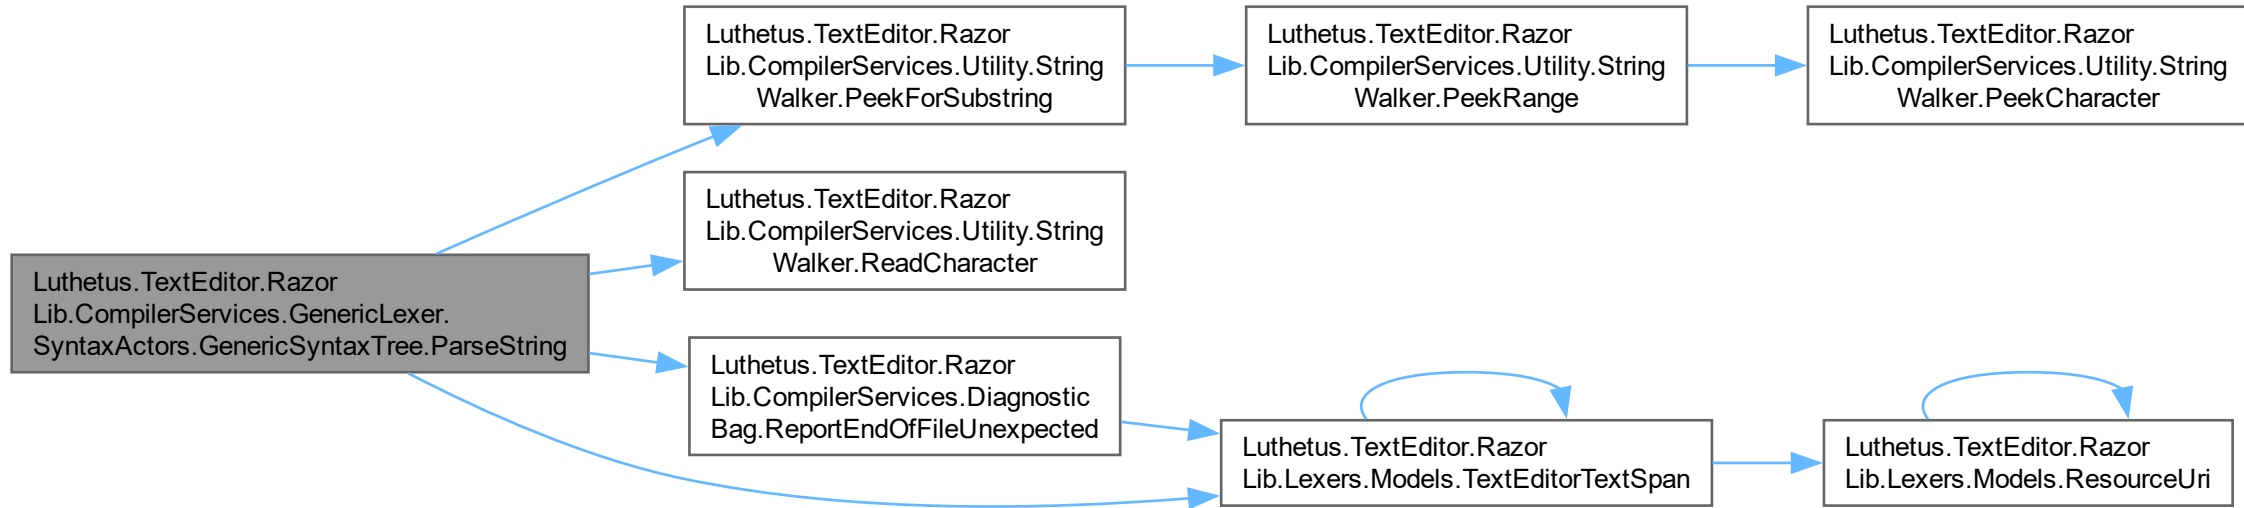 Luthetus.TextEditor.Razor
Lib.CompilerServices.Utility.String
Walker.PeekForSubstring
Luthetus.TextEditor.Razor
Lib.CompilerServices.Utility.String
Walker.PeekRange
Luthetus.TextEditor.Razor
Lib.CompilerServices.Utility.String
Walker.PeekCharacter
Luthetus.TextEditor.Razor
Lib.CompilerServices.Utility.String
Walker.ReadCharacter
Luthetus.TextEditor.Razor
Lib.CompilerServices.GenericLexer.
SyntaxActors.GenericSyntaxTree.ParseString
Luthetus.TextEditor.Razor
Lib.CompilerServices.Diagnostic
Bag.ReportEndOfFileUnexpected
Luthetus.TextEditor.Razor
Lib.Lexers.Models.TextEditorTextSpan
Luthetus.TextEditor.Razor
Lib.Lexers.Models.ResourceUri